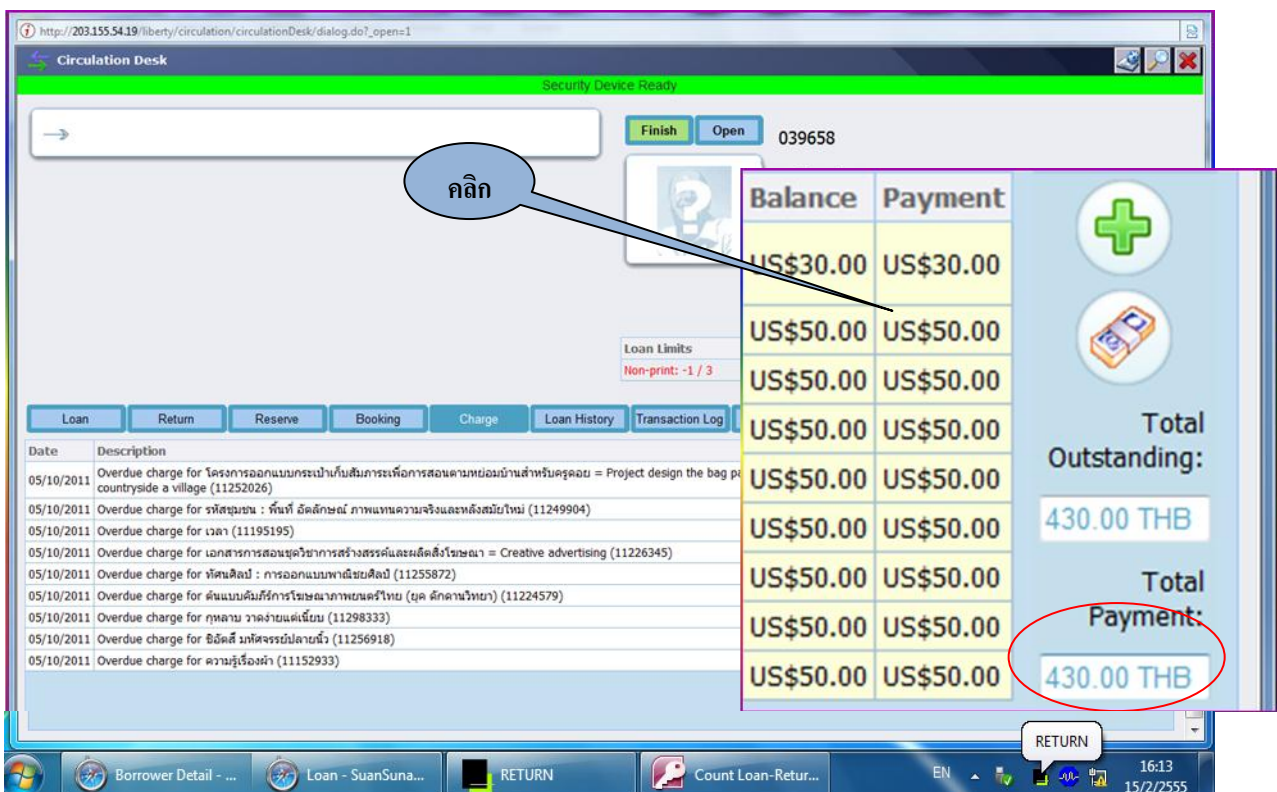 http://203.155.54.19/liberty/circulation/circulationDesk/dialog.do?_open=1
Circulation Desk
Security Device Ready
Finish Open 039658
คลิก
Balance Payment
US$30.00 US$30.00
US$50.00 US$50.00
US$50.00 US$50.00
US$50.00 US$50.00
US$50.00 US$50.00
US$50.00 US$50.00
US$50.00 US$50.00
US$50.00 US$50.00
US$50.00 US$50.00
Total
Outstanding:
430.00 THB
Total
Payment:
430.00 THB
Loan Limits
Non-print: -1 / 3
Loan Return Reserve Booking Charge Loan History Transaction Log
Date Description
05/10/2011 Overdue charge for โครงการออกแบบกระเป๋าเก็บสัมภาระเพื่อการสอนตามหย่อมบ้านสำหรับครูดอย = Project design the bag pa
countryside a village (11252026)
05/10/2011 Overdue charge for รหัสชุมชน : พื้นที่ อัตลักษณ์ ภาพแทนความจริงและหลังสมัยใหม่ (11249904)
05/10/2011 Overdue charge for เวลา (11195195)
05/10/2011 Overdue charge for เอกสารการสอนชุดวิชาการสร้างสรรค์และผลิตสิ่งโฆษณา = Creative advertising (11226345)
05/10/2011 Overdue charge for ทัศนศิลป์ : การออกแบบพาณิชยศิลป์ (11255872)
05/10/2011 Overdue charge for ต้นแบบคัมภีร์การโฆษณาภาพยนตร์ไทย (ยุค ดึกดานวิทยา) (11224579)
05/10/2011 Overdue charge for กุหลาบ วาดง่ายแต่เนี้ยบ (11298333)
05/10/2011 Overdue charge for ชิอัตสึ มหัศจรรย์ปลายนิ้ว (11256918)
05/10/2011 Overdue charge for ความรู้เรื่องผ้า (11152933)
RETURN
Borrower Detail - ... Loan - SuanSuna... RETURN Count Loan-Retur... EN 16:13
15/2/2555